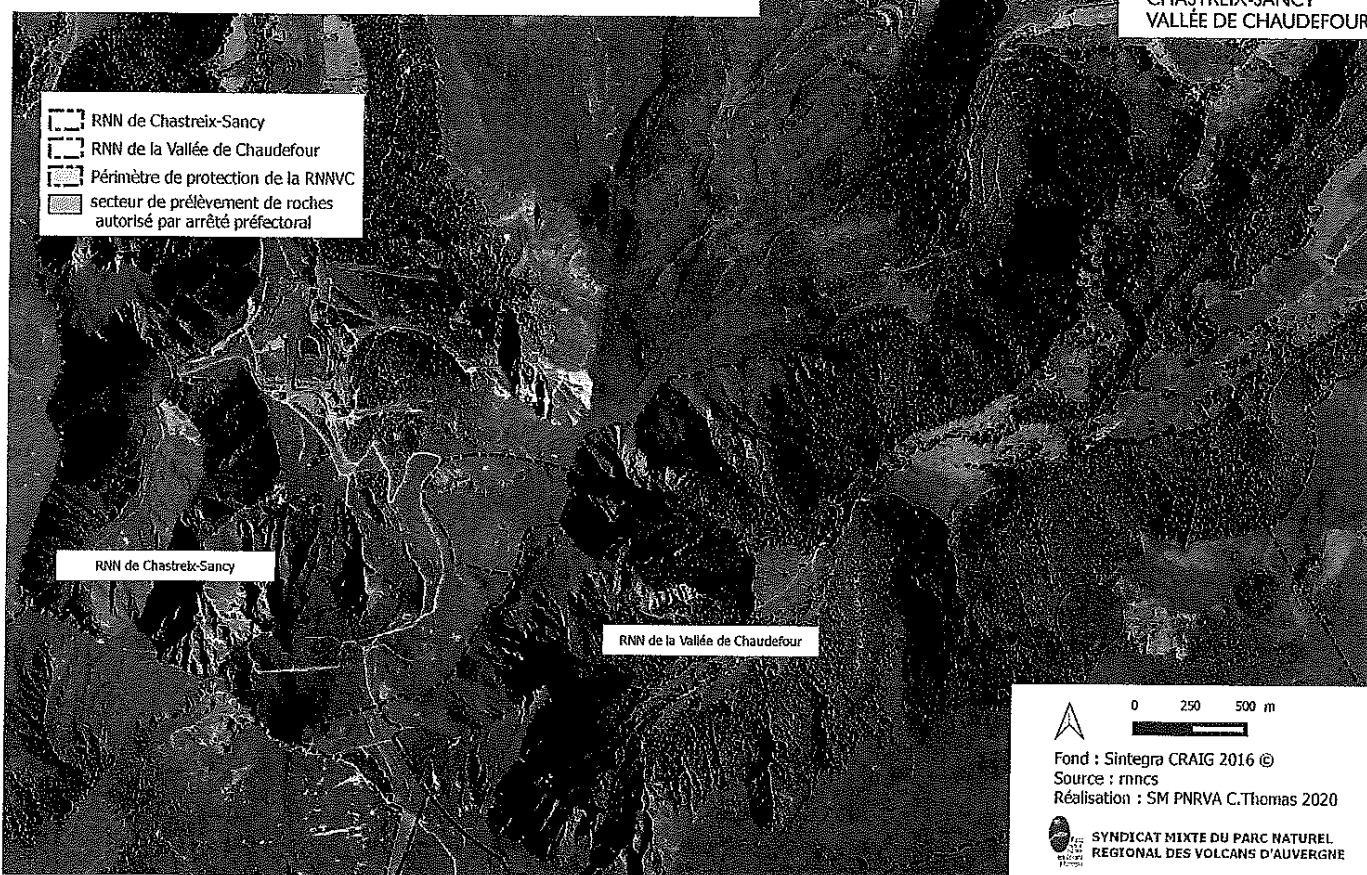 CHASTREIX-SANCY
VALLÉE DE CHAUDEFOUR
RNN de Chastreix-Sancy
RNN de la Vallée de Chaudefour
Périmètre de protection de la RNNVC
secteur de prélèvement de roches
autorisé par arrêté préfectoral
RNN de Chastreix-Sancy
RNN de la Vallée de Chaudefour
0 250 500 m
Fond : Sintegra CRAIG 2016 ©
Source : rnncs
Réalisation : SM PNRVA C.Thomas 2020
SYNDICAT MIXTE DU PARC NATUREL
REGIONAL DES VOLCANS D'AUVERGNE